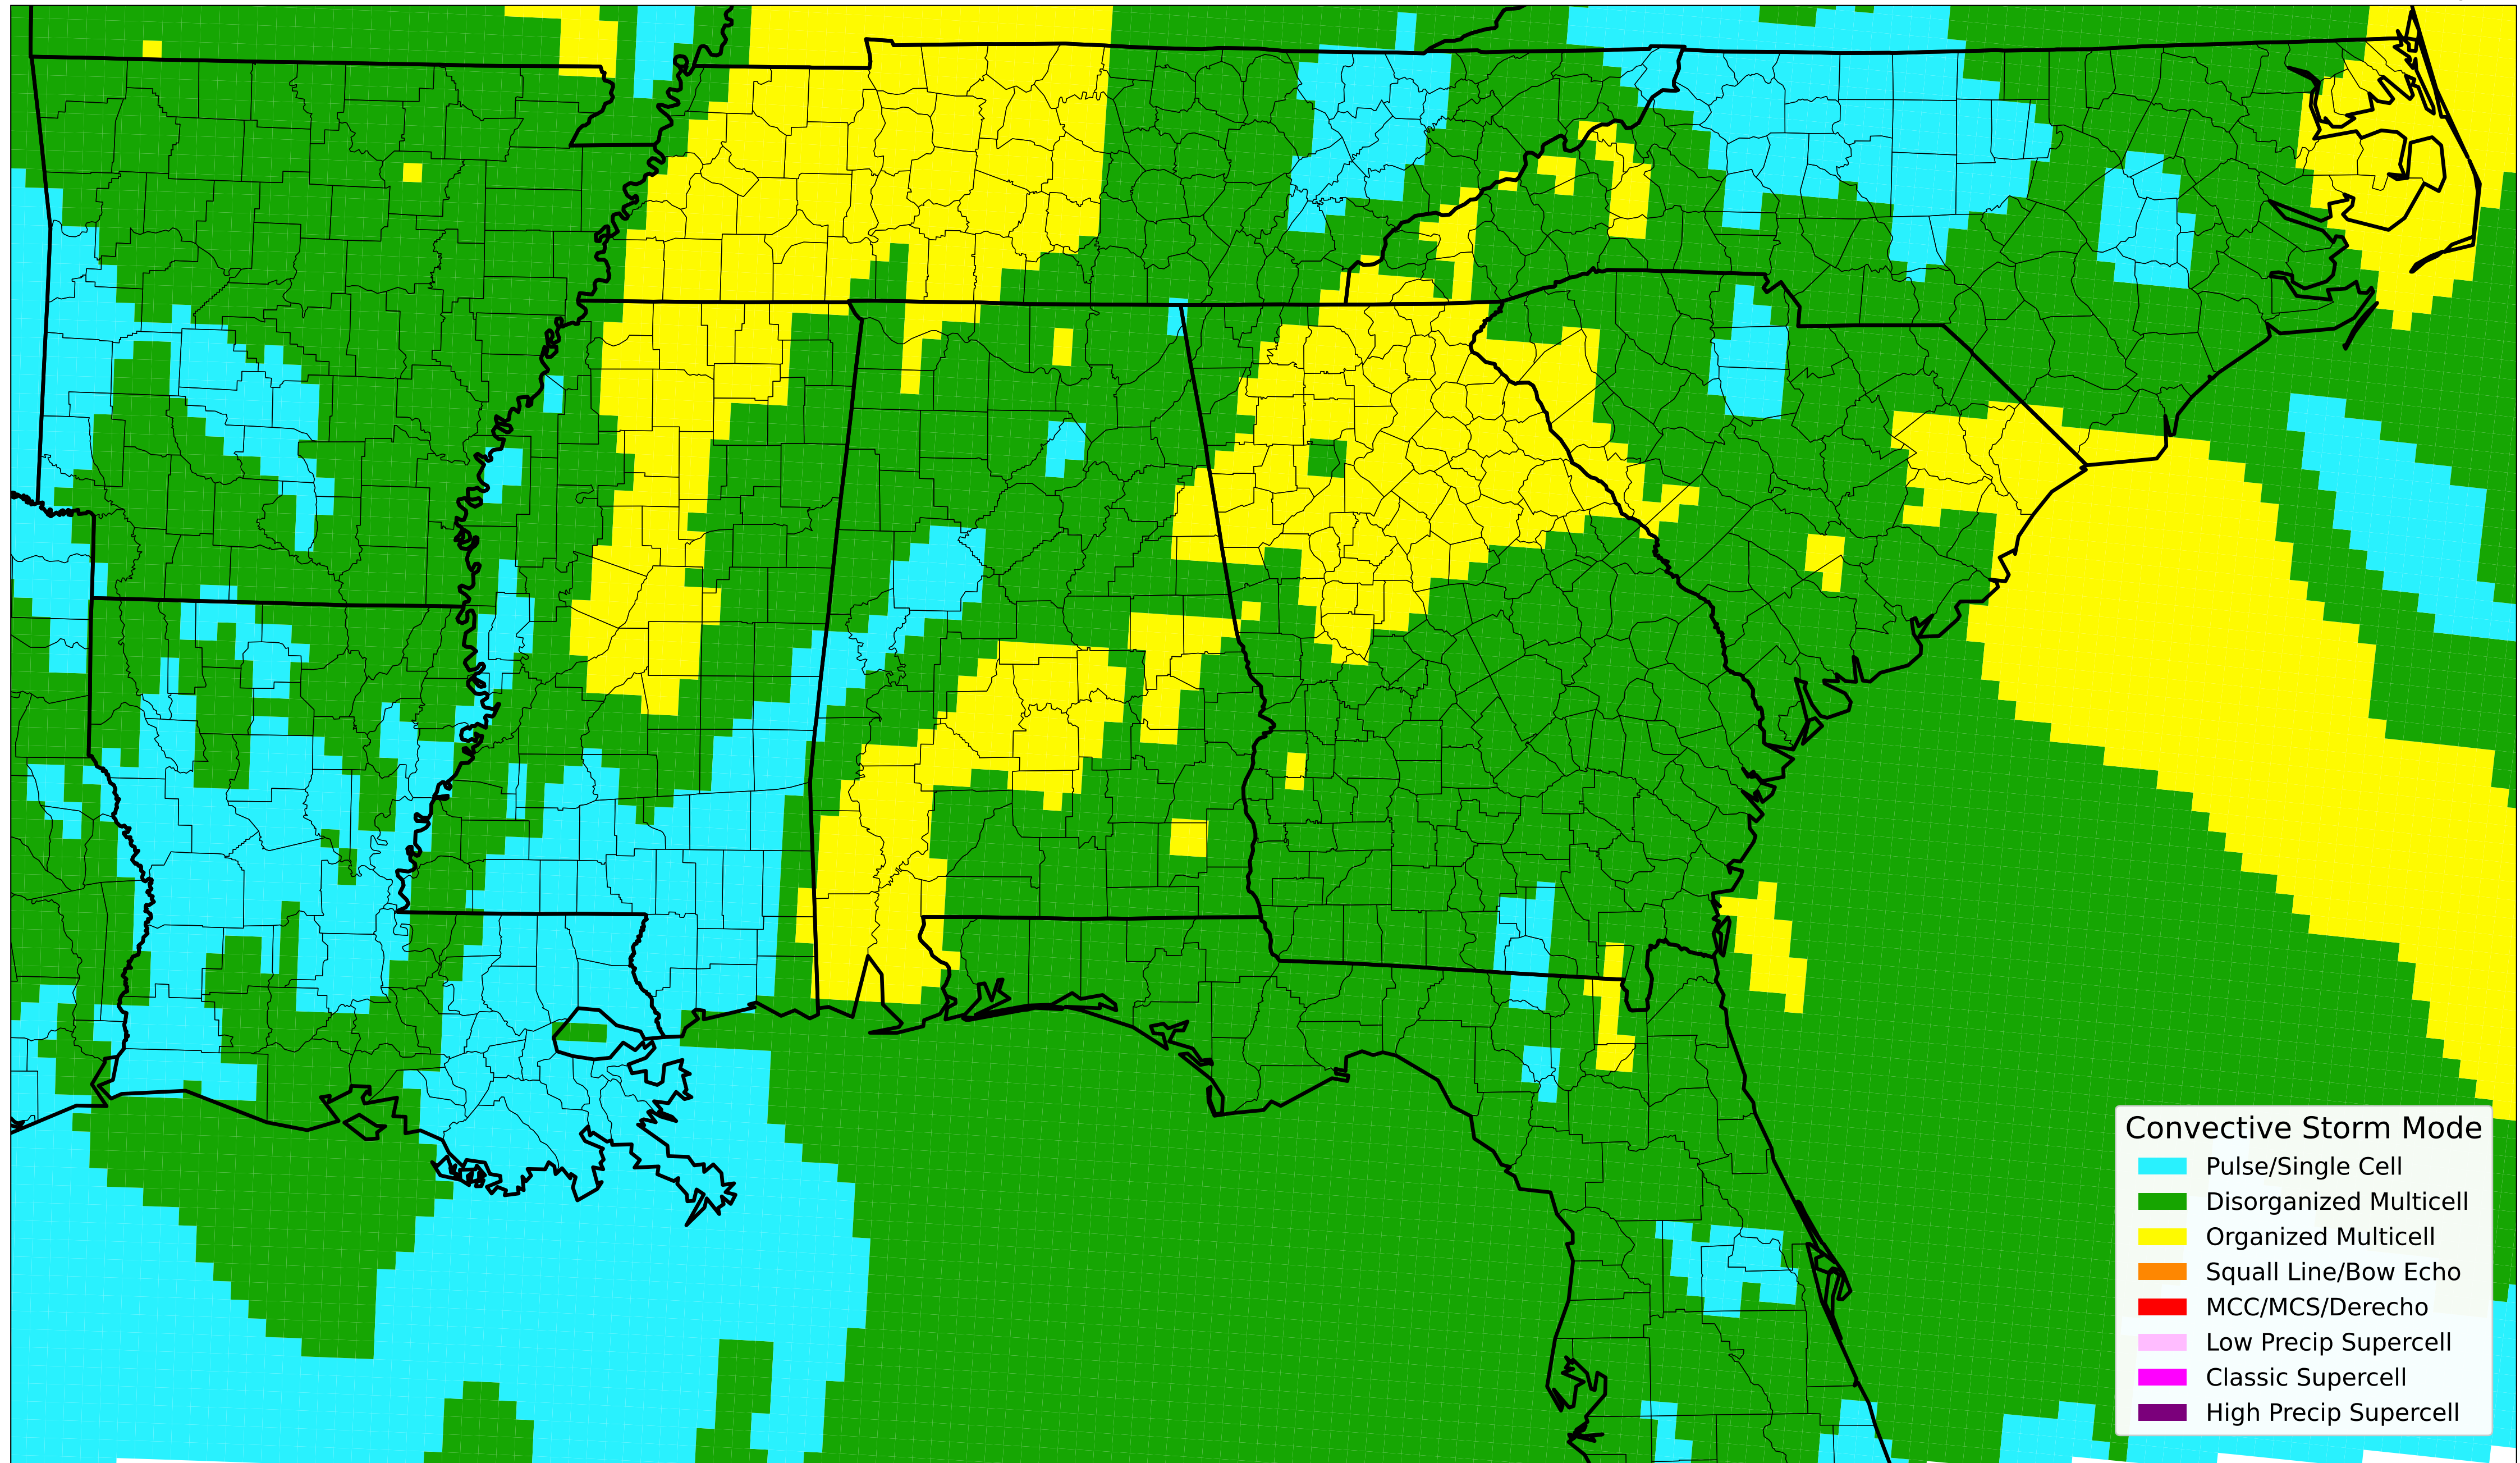 Convective Storm Mode
Pulse/Single Cell
Disorganized Multicell
Organized Multicell
Squall Line/Bow Echo
MCC/MCS/Derecho
Low Precip Supercell
Classic Supercell
High Precip Supercell